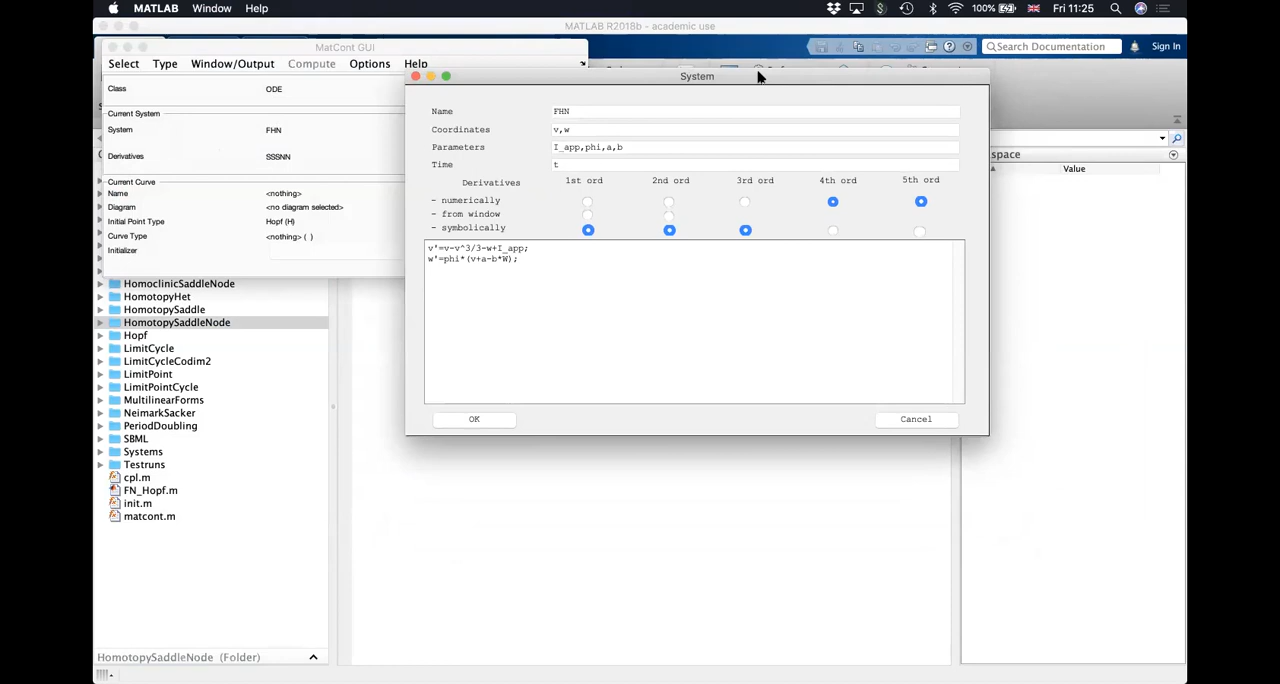 MATLAB Window Help 100% Fri 11:25
MATLAB R2018b - academic use
MatCont GUI
Search Documentation Sign In
Select Type Window/Output Compute Options Help
System
Class ODE
Current System
System FHN
Derivatives SSSNN
Current Curve
Name <nothing>
Diagram <no diagram selected>
Initial Point Type Hopf (H)
Curve Type <nothing> ( )
Initializer
Name FHN
Coordinates v,w
Parameters I_app,phi,a,b
Time t
Derivatives 1st ord 2nd ord 3rd ord 4th ord 5th ord
- numerically
- from window
- symbolically
v'=v-v^3/3-w+I_app;
w'=phi*(v+a-b*W);
OK Cancel
space
Value
HomoclinicSaddleNode
HomotopyHet
HomotopySaddle
HomotopySaddleNode
Hopf
LimitCycle
LimitCycleCodim2
LimitPoint
LimitPointCycle
MultilinearForms
NeimarkSacker
PeriodDoubling
SBML
Systems
Testruns
cpl.m
FN_Hopf.m
init.m
matcont.m
HomotopySaddleNode (Folder)